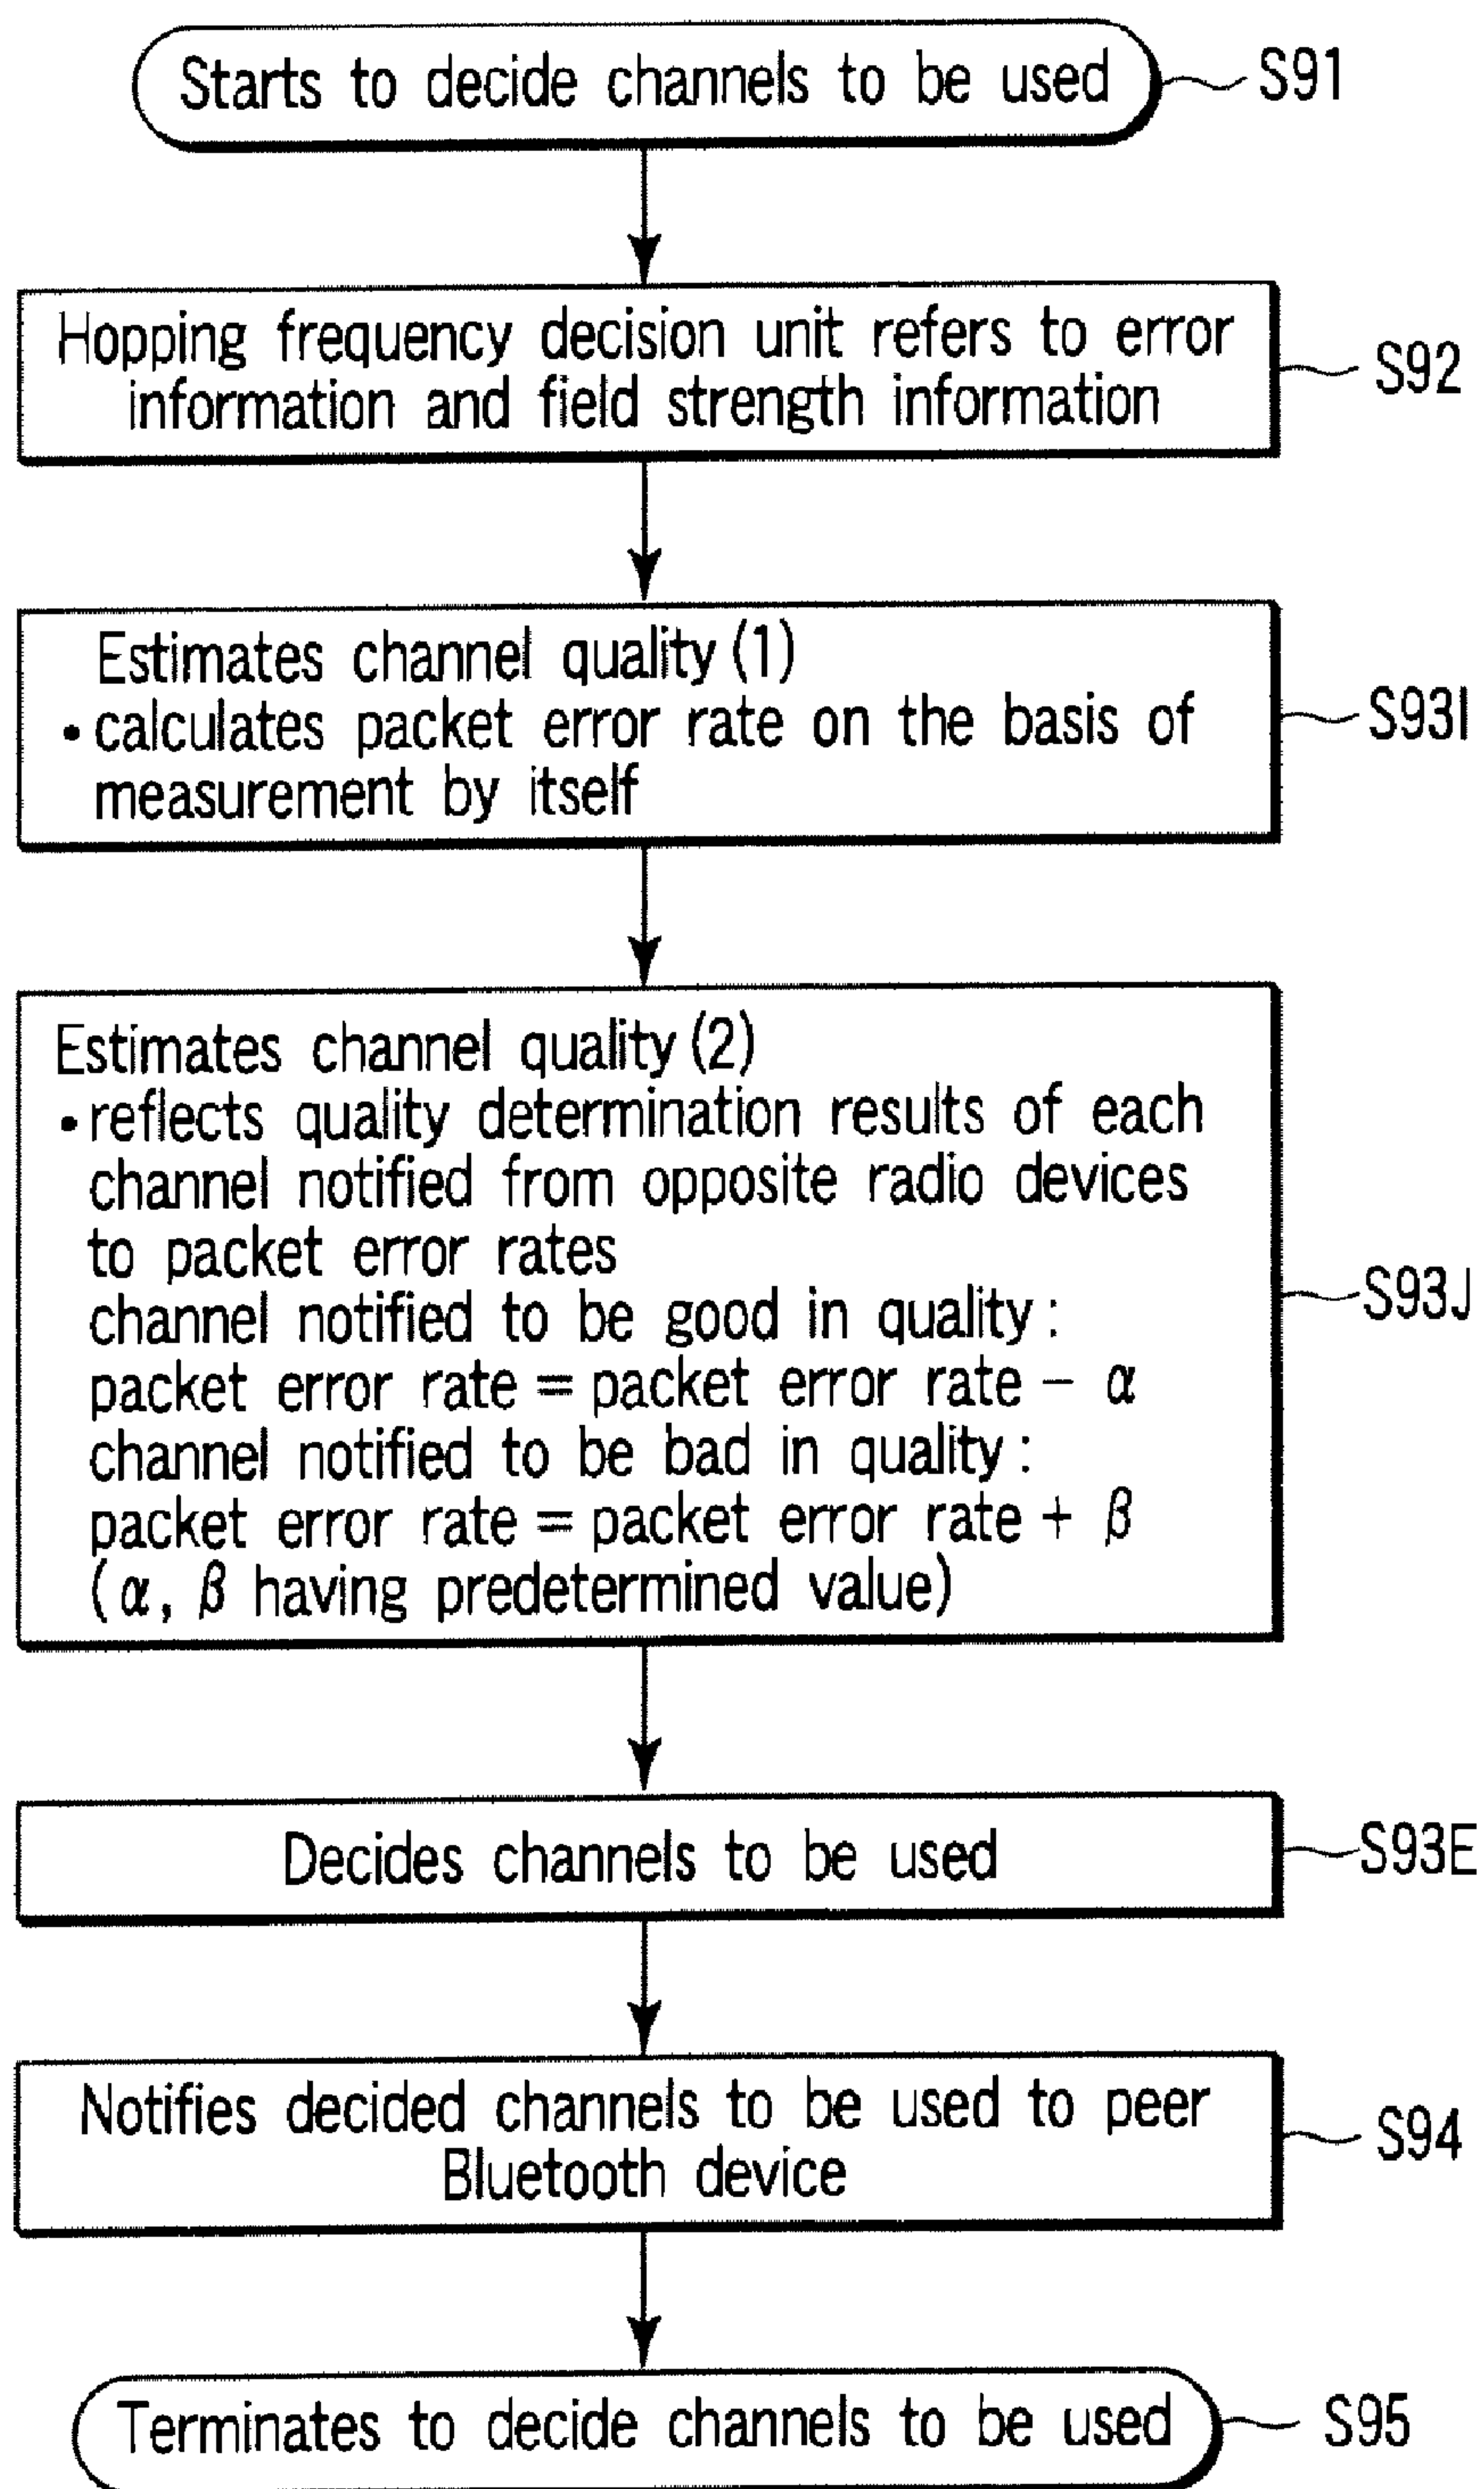 Starts to decide channels to be used
S91
Hopping frequency decision unit refers to error
information and field strength information
S92
Estimates channel quality (1)
• calculates packet error rate on the basis of
measurement by itself
S93I
Estimates channel quality (2)
• reflects quality determination results of each
channel notified from opposite radio devices
to packet error rates
channel notified to be good in quality :
packet error rate = packet error rate − α
channel notified to be bad in quality :
packet error rate = packet error rate + β
(α, β having predetermined value)
S93J
Decides channels to be used
S93E
Notifies decided channels to be used to peer
Bluetooth device
S94
Terminates to decide channels to be used
S95